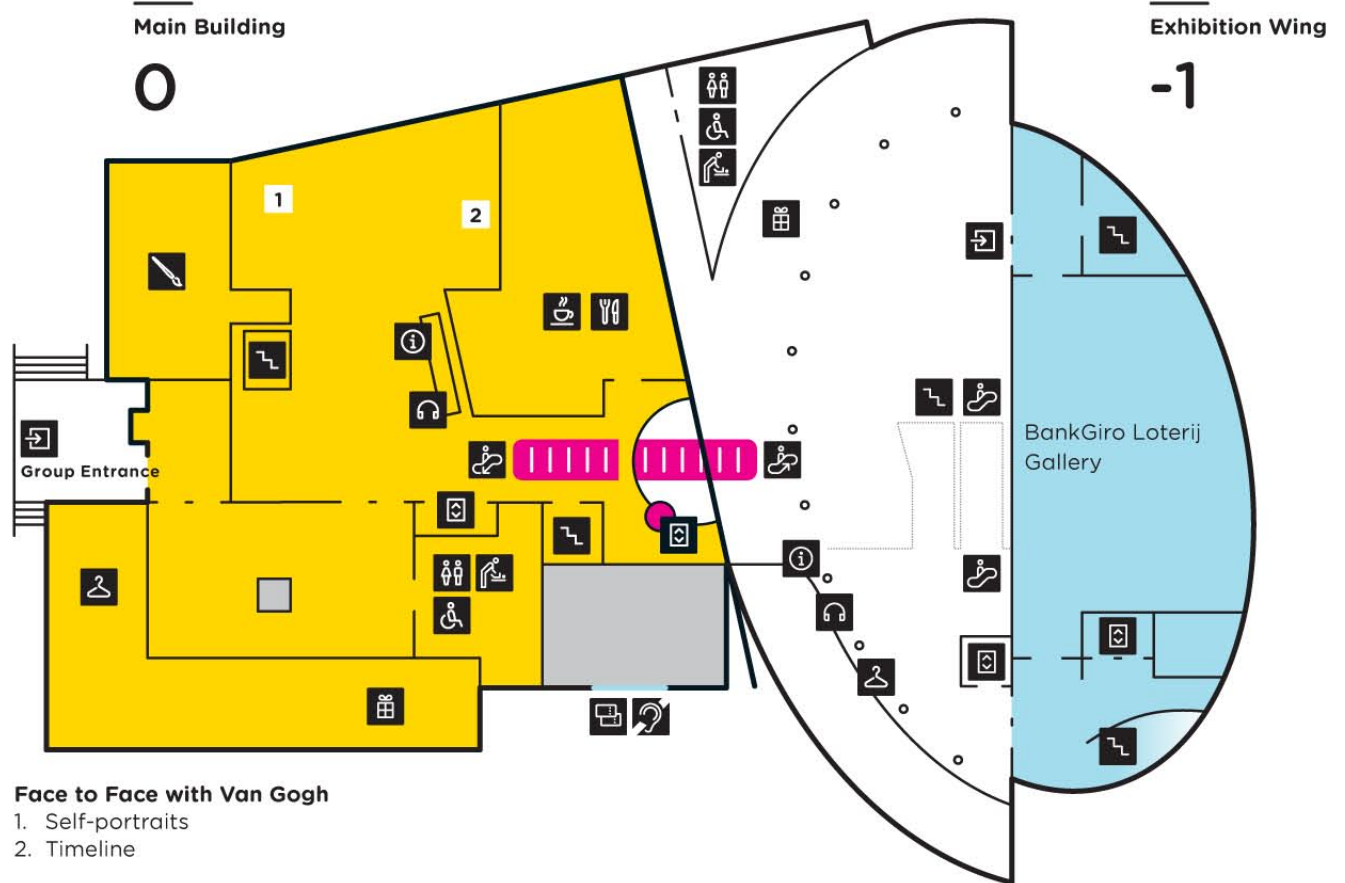 Main Building
0
Exhibition Wing
-1
1
2
Group Entrance
BankGiro Loterij
Gallery
Face to Face with Van Gogh
1. Self-portraits
2. Timeline